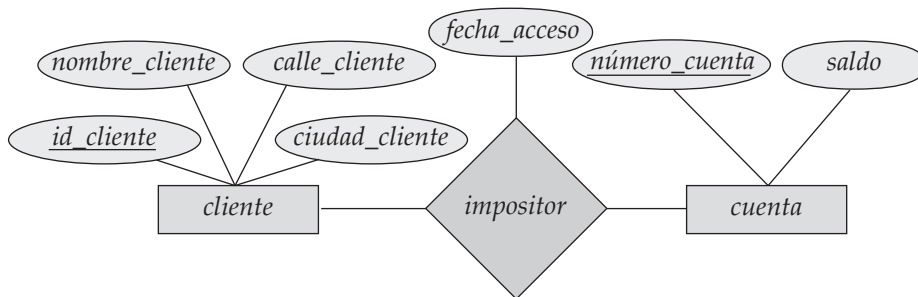 fecha_acceso
nombre_cliente
calle_cliente
número_cuenta
saldo
id_cliente
ciudad_cliente
cliente
impositor
cuenta